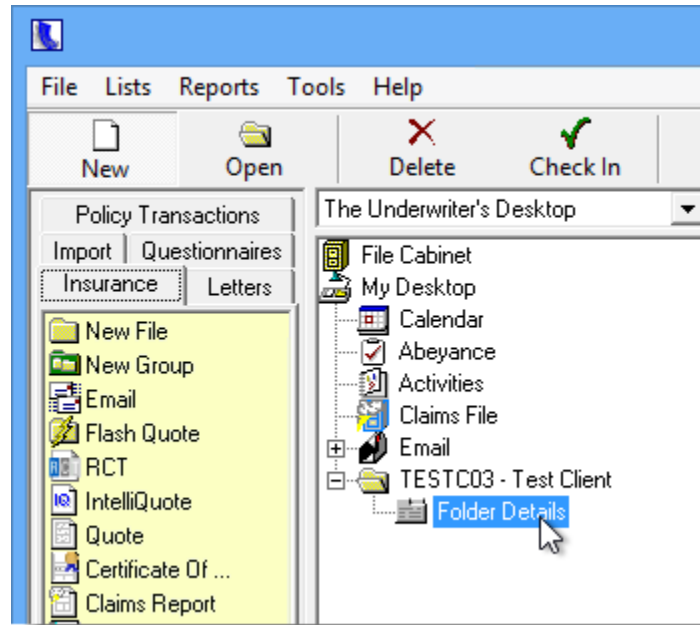 File Lists Reports Tools Help
New Open Delete Check In
Policy Transactions
Import Questionnaires
Insurance Letters
New File
New Group
Email
Flash Quote
RCT
IntelliQuote
Quote
Certificate Of ...
Claims Report
The Underwriter's Desktop
File Cabinet
My Desktop
Calendar
Abeyance
Activities
Claims File
Email
TESTC03 - Test Client
Folder Details